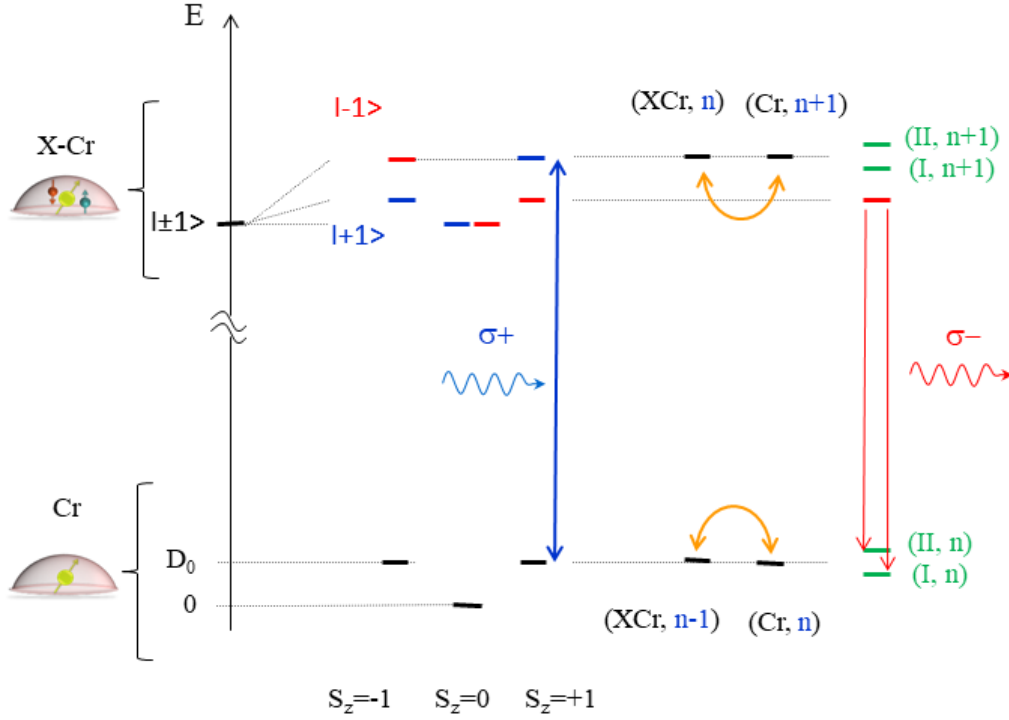 E
|-1>
(XCr, n)
(Cr, n+1)
(II, n+1)
X-Cr
(I, n+1)
|±1>
|+1>
σ+
σ−
Cr
D0
(II, n)
(I, n)
0
(XCr, n-1)
(Cr, n)
Sz=-1
Sz=0
Sz=+1